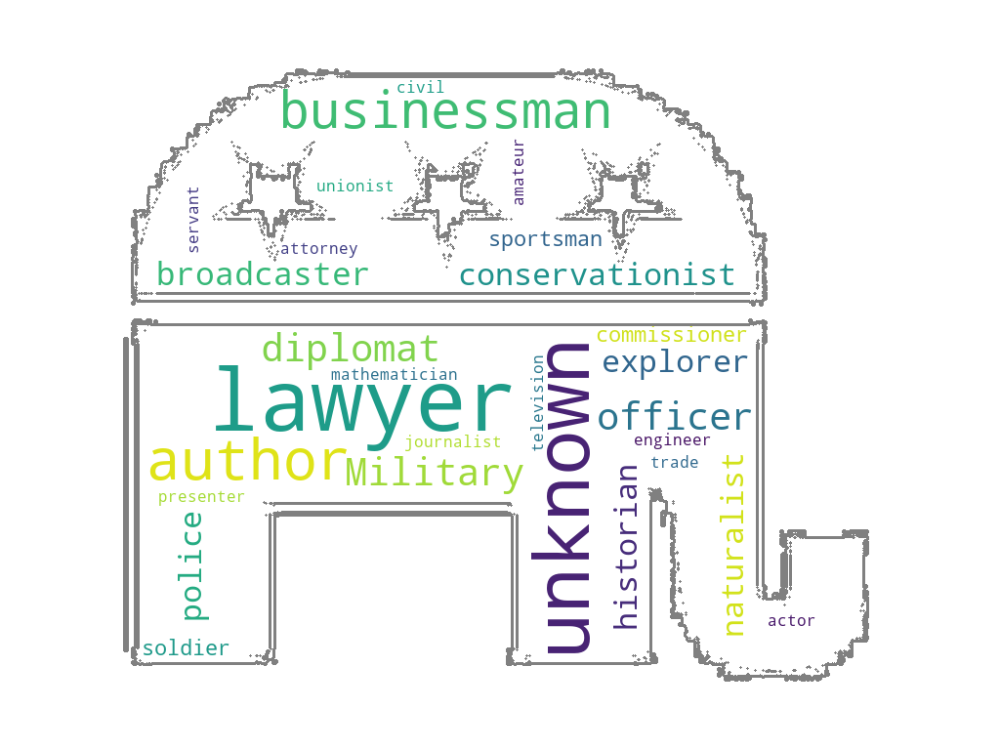 civil
businessman
amateur
servant
unionist
sportsman
attorney
broadcaster
conservationist
commissioner
diplomat
explorer
mathematician
television
unknown
lawyer
officer
journalist
engineer
author
Military
trade
presenter
historian
naturalist
police
actor
soldier